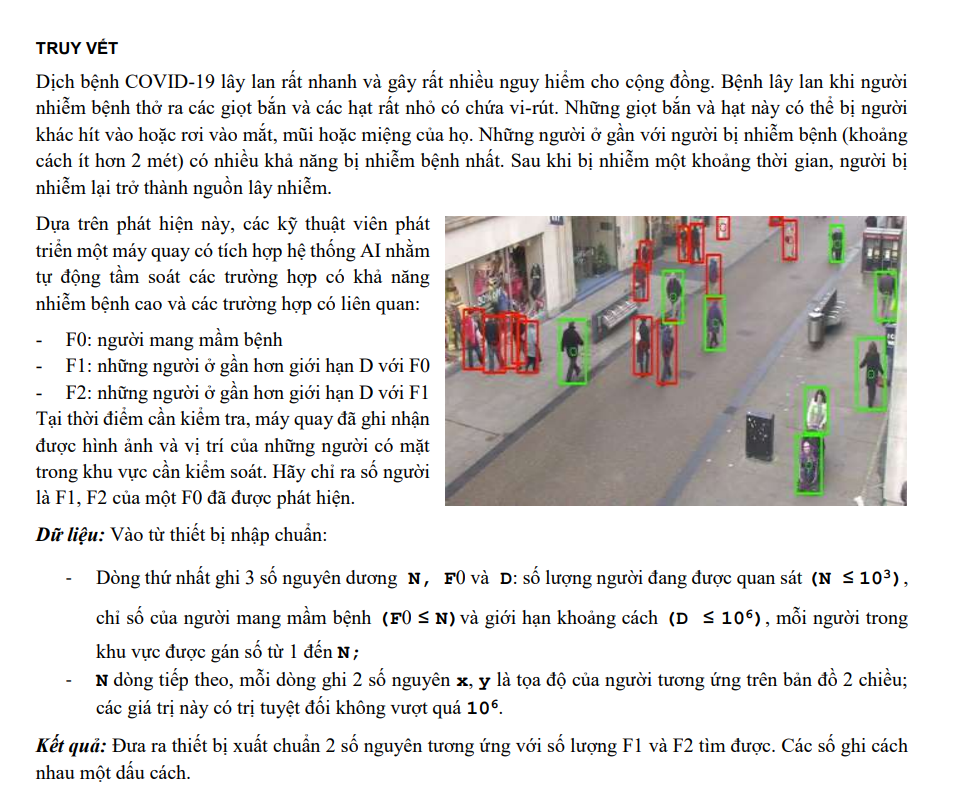 TRUY VẾT
Dịch bệnh COVID-19 lây lan rất nhanh và gây rất nhiều nguy hiểm cho cộng đồng. Bệnh lây lan khi người
nhiễm bệnh thở ra các giọt bắn và các hạt rất nhỏ có chứa vi-rút. Những giọt bắn và hạt này có thể bị người
khác hít vào hoặc rơi vào mắt, mũi hoặc miệng của họ. Những người ở gần với người bị nhiễm bệnh (khoảng
cách ít hơn 2 mét) có nhiều khả năng bị nhiễm bệnh nhất. Sau khi bị nhiễm một khoảng thời gian, người bị
nhiễm lại trở thành nguồn lây nhiễm.
Dựa trên phát hiện này, các kỹ thuật viên phát
triển một máy quay có tích hợp hệ thống AI nhằm
tự động tầm soát các trường hợp có khả năng
nhiễm bệnh cao và các trường hợp có liên quan:
- F0: người mang mầm bệnh
- F1: những người ở gần hơn giới hạn D với F0
- F2: những người ở gần hơn giới hạn D với F1
Tại thời điểm cần kiểm tra, máy quay đã ghi nhận
được hình ảnh và vị trí của những người có mặt
trong khu vực cần kiểm soát. Hãy chỉ ra số người
là F1, F2 của một F0 đã được phát hiện.
Dữ liệu: Vào từ thiết bị nhập chuẩn:
- Dòng thứ nhất ghi 3 số nguyên dương N, F0 và D: số lượng người đang được quan sát (N ≤ 10³),
chỉ số của người mang mầm bệnh (F0 ≤ N) và giới hạn khoảng cách (D ≤ 10⁶), mỗi người trong
khu vực được gán số từ 1 đến N;
- N dòng tiếp theo, mỗi dòng ghi 2 số nguyên x, y là tọa độ của người tương ứng trên bản đồ 2 chiều;
các giá trị này có trị tuyệt đối không vượt quá 10⁶.
Kết quả: Đưa ra thiết bị xuất chuẩn 2 số nguyên tương ứng với số lượng F1 và F2 tìm được. Các số ghi cách
nhau một dấu cách.